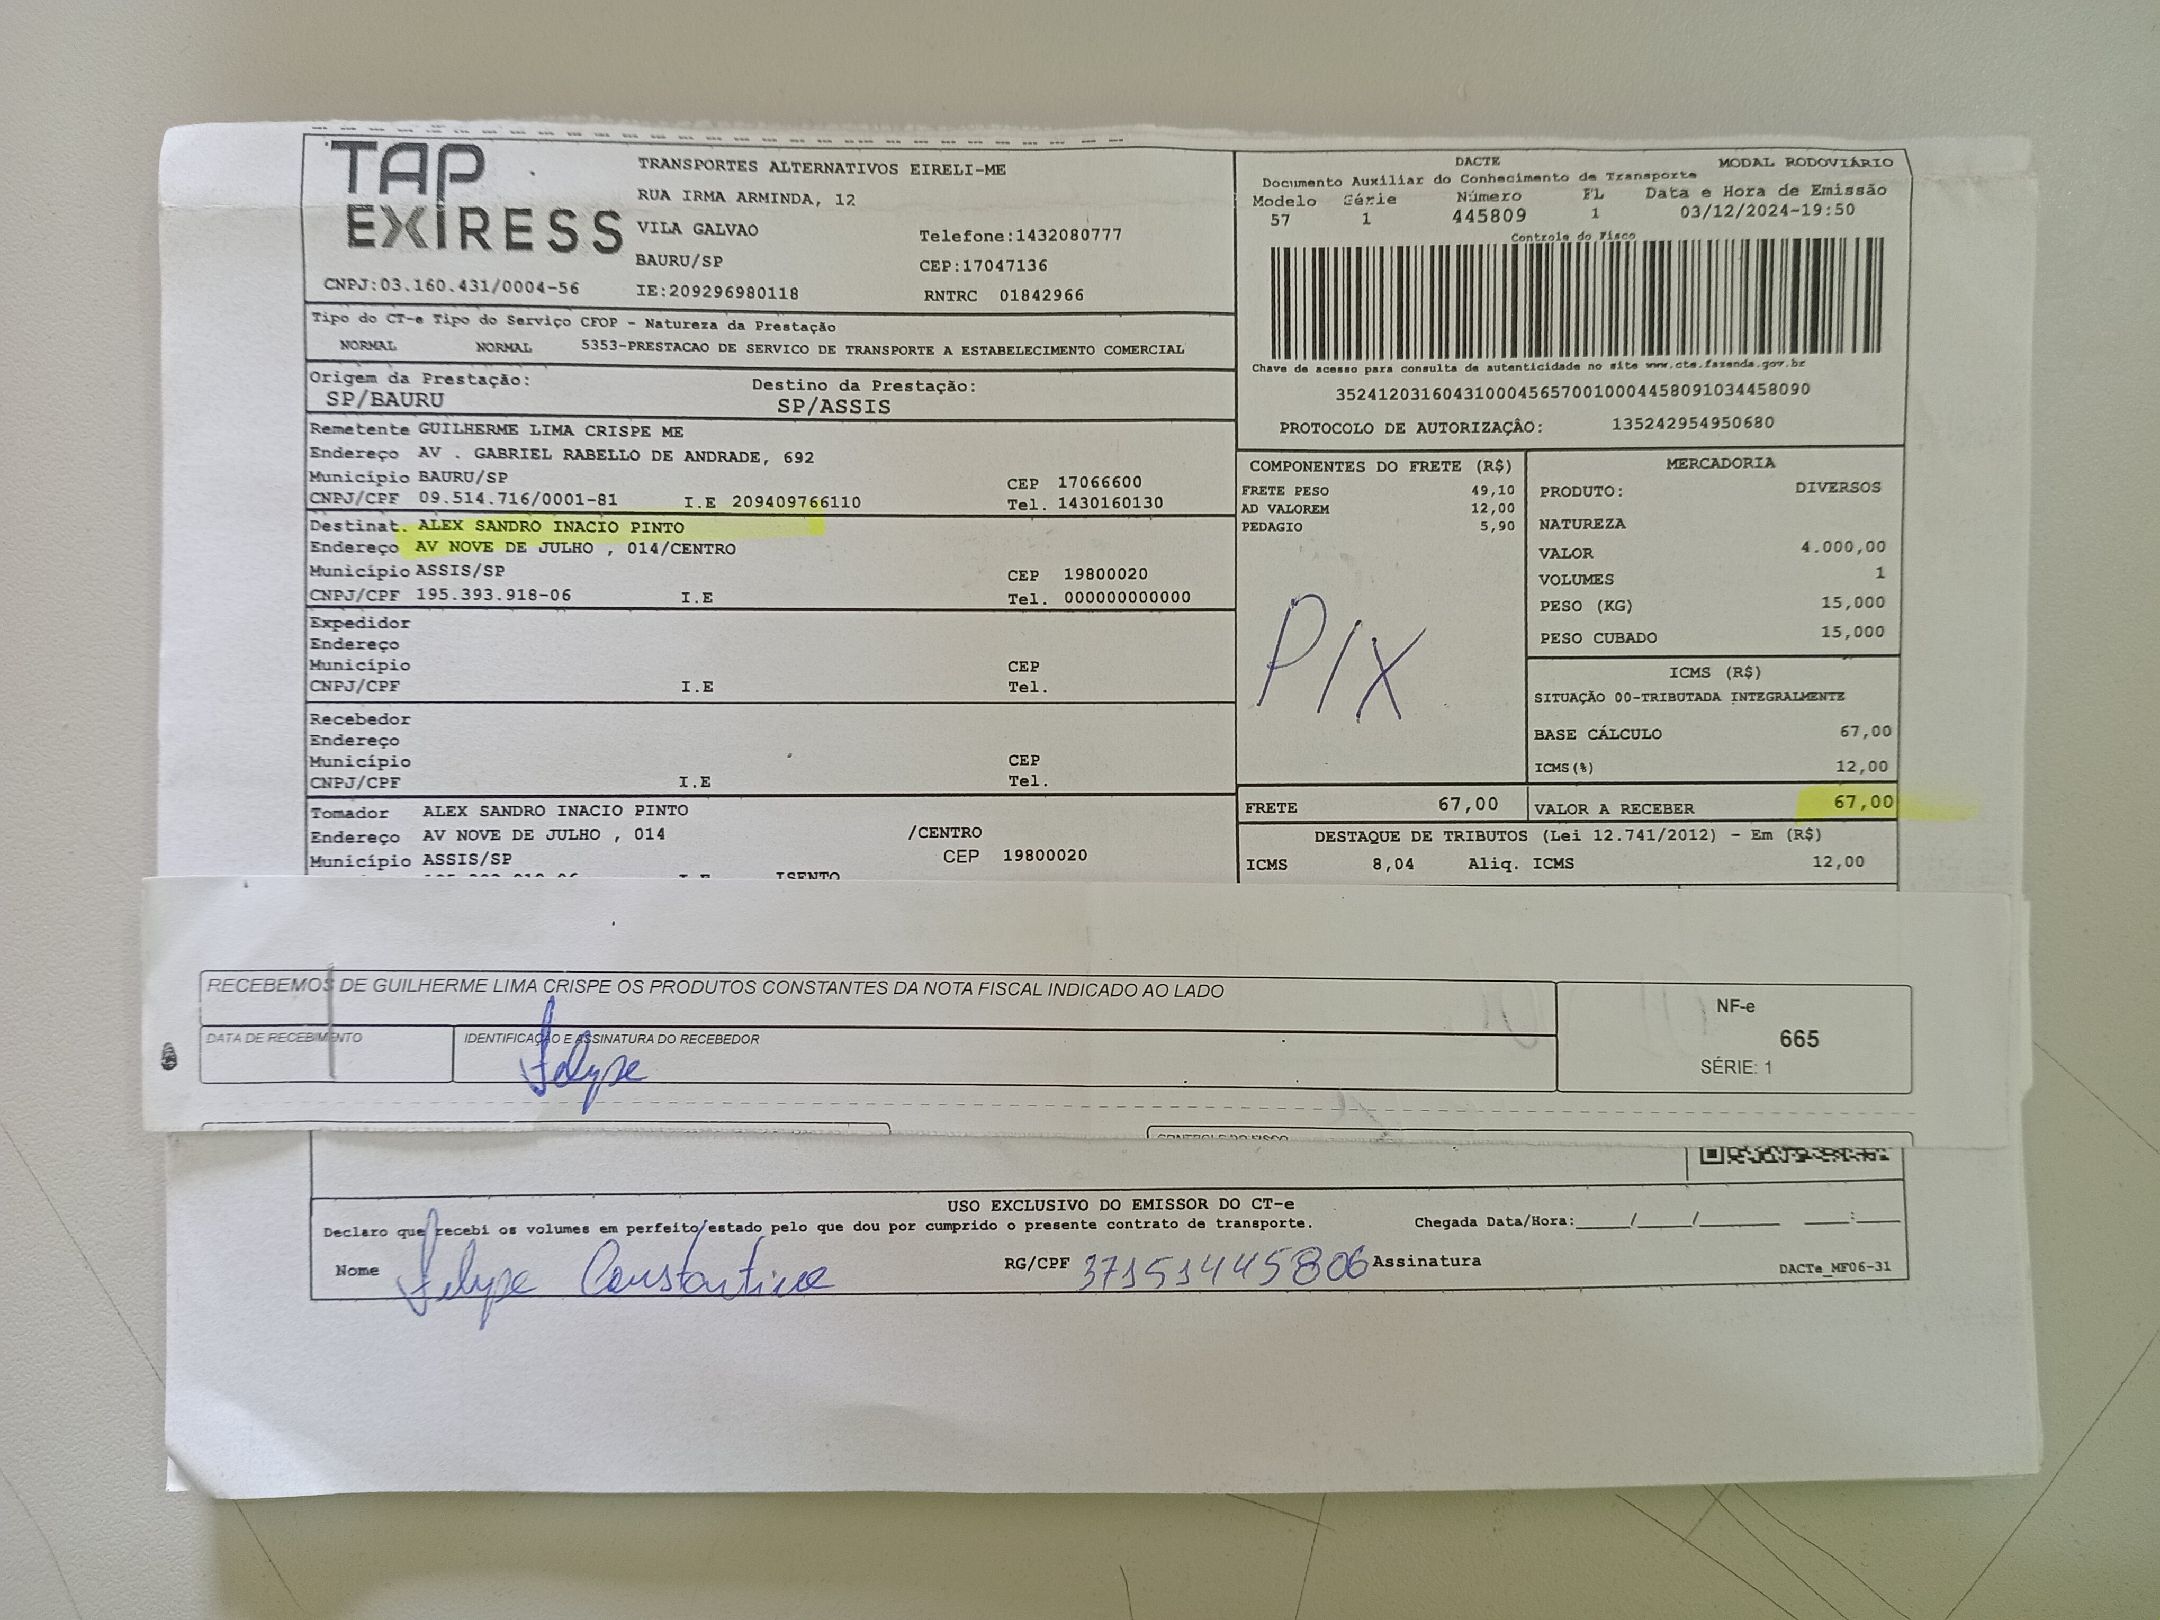 TAP
EXIRESS
CNPJ:03.160.431/0004-56
TRANSPORTES ALTERNATIVOS EIRELI-ME
RUA IRMA ARMINDA, 12
VILA GALVAO Telefone:1432080777
BAURU/SP CEP:17047136
IE:209296980118 RNTRC 01842966
DACTE MODAL RODOVIÁRIO
Documento Auxiliar do Conhecimento de Transporte
Modelo Série Número FL Data e Hora de Emissão
57 1 445809 1 03/12/2024-19:50
Controle do Fisco
Chave de acesso para consulta de autenticidade no site www.cte.fazenda.gov.br
35241203160431000456570010004458091034458090
PROTOCOLO DE AUTORIZAÇÂO: 135242954950680
Tipo do CT-e Tipo do Serviço CFOP - Natureza da Prestação
NORMAL NORMAL 5353-PRESTACAO DE SERVICO DE TRANSPORTE A ESTABELECIMENTO COMERCIAL
Origem da Prestação: Destino da Prestação:
SP/BAURU SP/ASSIS
Remetente GUILHERME LIMA CRISPE ME
Endereço AV . GABRIEL RABELLO DE ANDRADE, 692
Município BAURU/SP CEP 17066600
CNPJ/CPF 09.514.716/0001-81 I.E 209409766110 Tel. 1430160130
Destinat. ALEX SANDRO INACIO PINTO
Endereço AV NOVE DE JULHO , 014/CENTRO
Município ASSIS/SP CEP 19800020
CNPJ/CPF 195.393.918-06 I.E Tel. 000000000000
Expedidor
Endereço
Município CEP
CNPJ/CPF I.E Tel.
Recebedor
Endereço
Município CEP
CNPJ/CPF I.E Tel.
Tomador ALEX SANDRO INACIO PINTO
Endereço AV NOVE DE JULHO , 014 /CENTRO
Município ASSIS/SP CEP 19800020
COMPONENTES DO FRETE (R$)
FRETE PESO 49,10
AD VALOREM 12,00
PEDAGIO 5,90
PIX
MERCADORIA
PRODUTO: DIVERSOS
NATUREZA
VALOR 4.000,00
VOLUMES 1
PESO (KG) 15,000
PESO CUBADO 15,000
ICMS (R$)
SITUAÇÃO 00-TRIBUTADA INTEGRALMENTE
BASE CÁLCULO 67,00
ICMS(%) 12,00
FRETE 67,00 VALOR A RECEBER 67,00
DESTAQUE DE TRIBUTOS (Lei 12.741/2012) - Em (R$)
ICMS 8,04 Aliq. ICMS 12,00
RECEBEMOS DE GUILHERME LIMA CRISPE OS PRODUTOS CONSTANTES DA NOTA FISCAL INDICADO AO LADO
DATA DE RECEBIMENTO IDENTIFICAÇÃO E ASSINATURA DO RECEBEDOR
Felype
NF-e
665
SÉRIE: 1
USO EXCLUSIVO DO EMISSOR DO CT-e
Declaro que recebi os volumes em perfeito estado pelo que dou por cumprido o presente contrato de transporte. Chegada Data/Hora:____/____/______ ___:___
Nome Felype Constantine RG/CPF 37151445806 Assinatura
DACTe_MF06-31